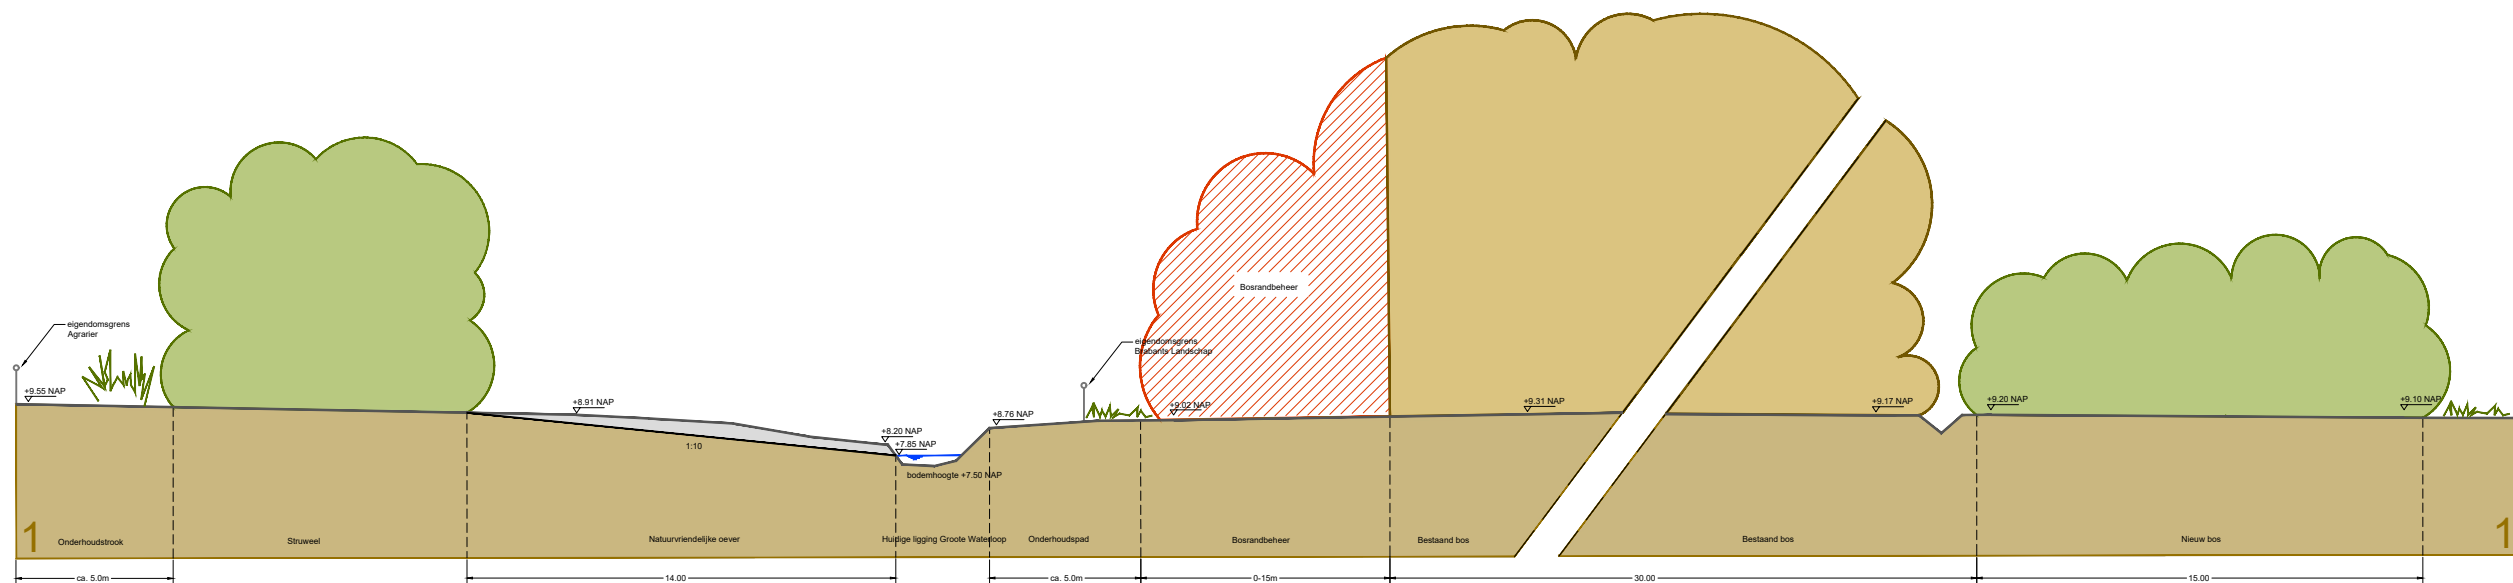 Bosrandbeheer
eigendomsgrens
Agrarier
eigendomsgrens
Brabants Landschap
+9.55 NAP
+8.91 NAP
+8.20 NAP
+7.85 NAP
+8.76 NAP
+9.02 NAP
+9.31 NAP
+9.17 NAP
+9.20 NAP
+9.10 NAP
1:10
bodemhoogte +7.50 NAP
1
Onderhoudstrook
Struweel
Natuurvriendelijke oever
Huidige ligging Groote Waterloop
Onderhoudspad
Bosrandbeheer
Bestaand bos
Bestaand bos
Nieuw bos
1
ca. 5.0m
14.00
ca. 5.0m
0-15m
30.00
15.00